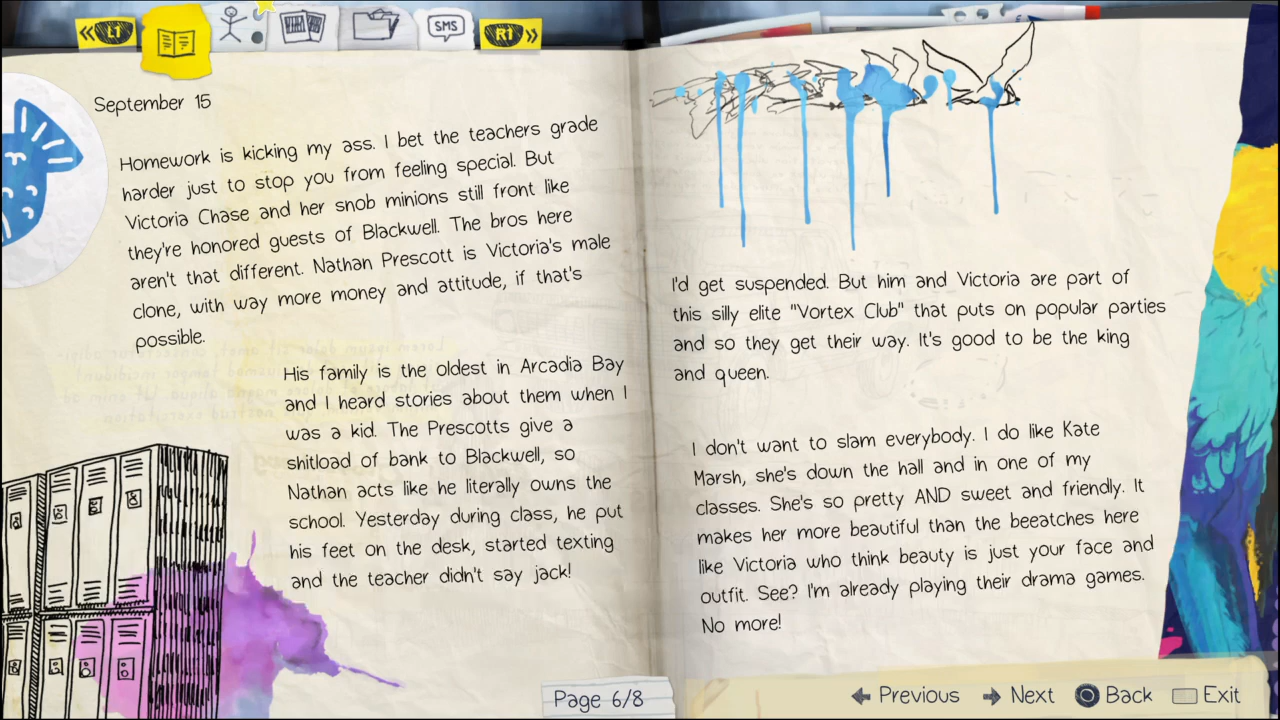 L1
SMS
R1
September 15
Homework is kicking my ass. I bet the teachers grade
harder just to stop you from feeling special. But
Victoria Chase and her snob minions still front like
they're honored guests of Blackwell. The bros here
aren't that different. Nathan Prescott is Victoria's male
clone, with way more money and attitude, if that's
possible.
His family is the oldest in Arcadia Bay
and I heard stories about them when I
was a kid. The Prescotts give a
shitload of bank to Blackwell, so
Nathan acts like he literally owns the
school. Yesterday during class, he put
his feet on the desk, started texting
and the teacher didn't say jack!
I'd get suspended. But him and Victoria are part of
this silly elite "Vortex Club" that puts on popular parties
and so they get their way. It's good to be the king
and queen.
I don't want to slam everybody. I do like Kate
Marsh, she's down the hall and in one of my
classes. She's so pretty AND sweet and friendly. It
makes her more beautiful than the beeatches here
like Victoria who think beauty is just your face and
outfit. See? I'm already playing their drama games.
No more!
Page 6/8
Previous
Next
Back
Exit